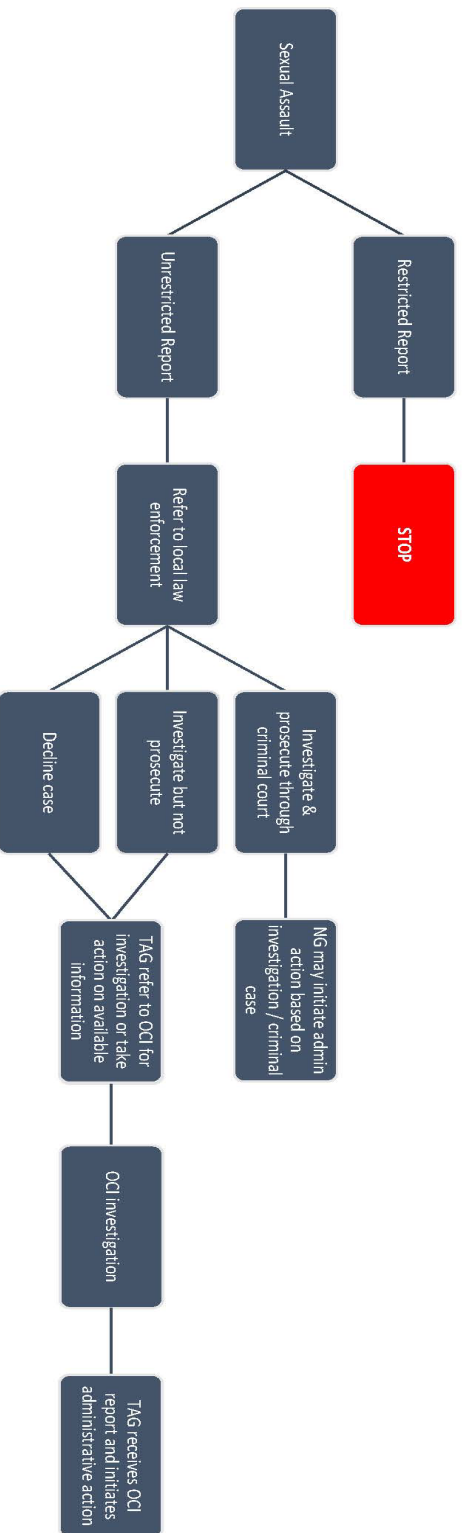 Sexual Assault
Restricted Report
STOP
Unrestricted Report
Refer to local law
enforcement
Investigate &
prosecute through
criminal court
NG may initiate admin
action based on
investigation / criminal
case
Investigate but not
prosecute
Decline case
TAG refer to OCI for
investigation or take
action on available
information
OCI investigation
TAG receives OCI
report and initiates
administrative action